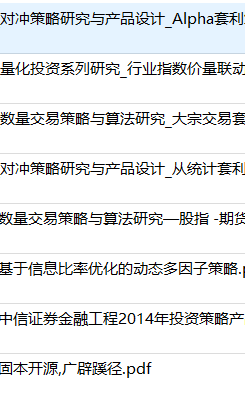 对冲策略研究与产品设计_Alpha套利
量化投资系列研究_行业指数价量联动
数量交易策略与算法研究_大宗交易套
对冲策略研究与产品设计_从统计套利
数量交易策略与算法研究—股指 -期货
基于信息比率优化的动态多因子策略.p
中信证券金融工程2014年投资策略产
固本开源,广辟蹊径.pdf